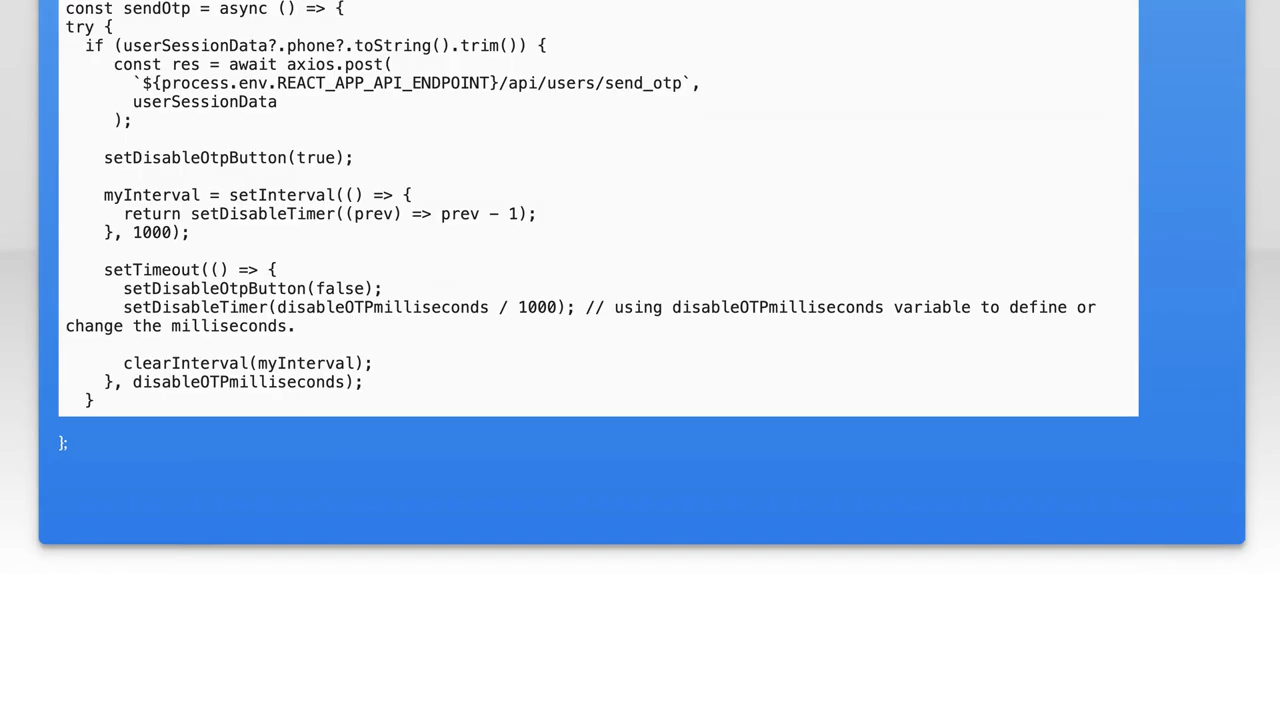 const sendOtp = async () => {
try {
  if (userSessionData?.phone?.toString().trim()) {
     const res = await axios.post(
       `${process.env.REACT_APP_API_ENDPOINT}/api/users/send_otp`,
       userSessionData
     );

    setDisableOtpButton(true);

    myInterval = setInterval(() => {
      return setDisableTimer((prev) => prev - 1);
    }, 1000);

    setTimeout(() => {
      setDisableOtpButton(false);
      setDisableTimer(disableOTPmilliseconds / 1000); // using disableOTPmilliseconds variable to define or
change the milliseconds.

      clearInterval(myInterval);
    }, disableOTPmilliseconds);
  }
};